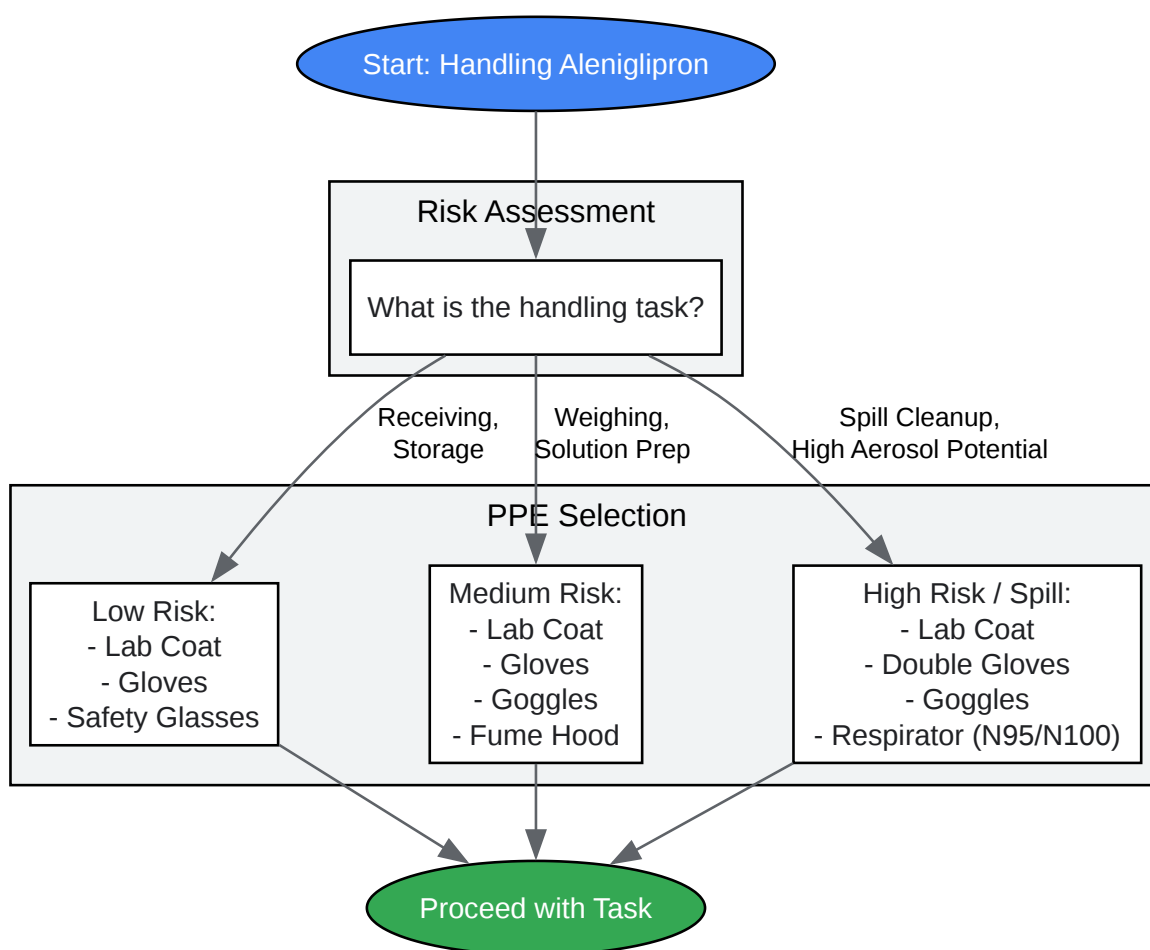 Start: Handling Aleniglipron
Risk Assessment
What is the handling task?
Receiving,
Storage
Weighing,
Solution Prep
Spill Cleanup,
High Aerosol Potential
PPE Selection
Low Risk:
- Lab Coat
- Gloves
- Safety Glasses
Medium Risk:
- Lab Coat
- Gloves
- Goggles
- Fume Hood
High Risk / Spill:
- Lab Coat
- Double Gloves
- Goggles
- Respirator (N95/N100)
Proceed with Task